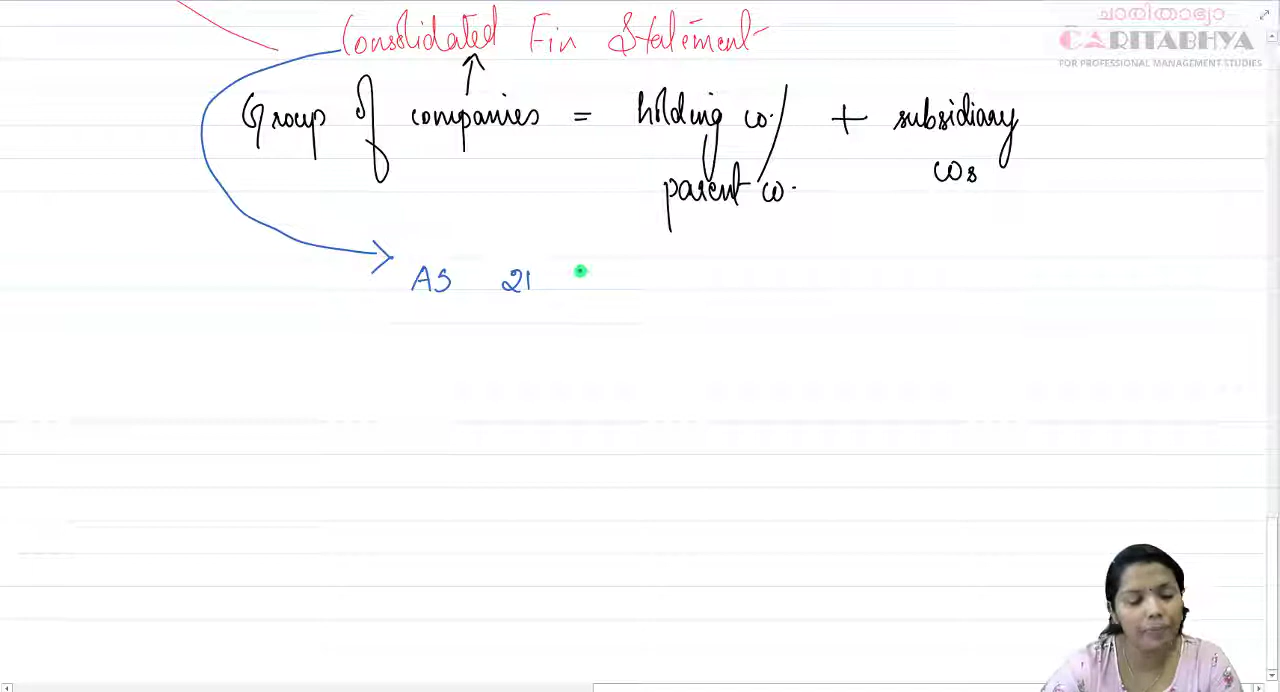 ചാരിതാഭ്യാ
CARITABHYA
FOR PROFESSIONAL MANAGEMENT STUDIES
Consolidated Fin Statement
Group of companies = holding co. / + subsidiary
parent co. cos
AS 21